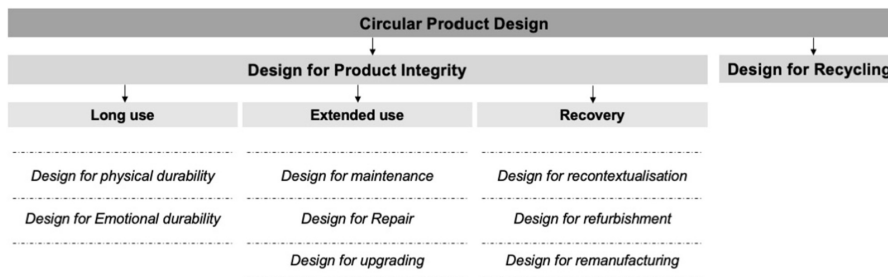 Circular Product Design
Design for Product Integrity
Design for Recycling
Long use
Extended use
Recovery
Design for physical durability
Design for maintenance
Design for recontextualisation
Design for Emotional durability
Design for Repair
Design for refurbishment
Design for upgrading
Design for remanufacturing